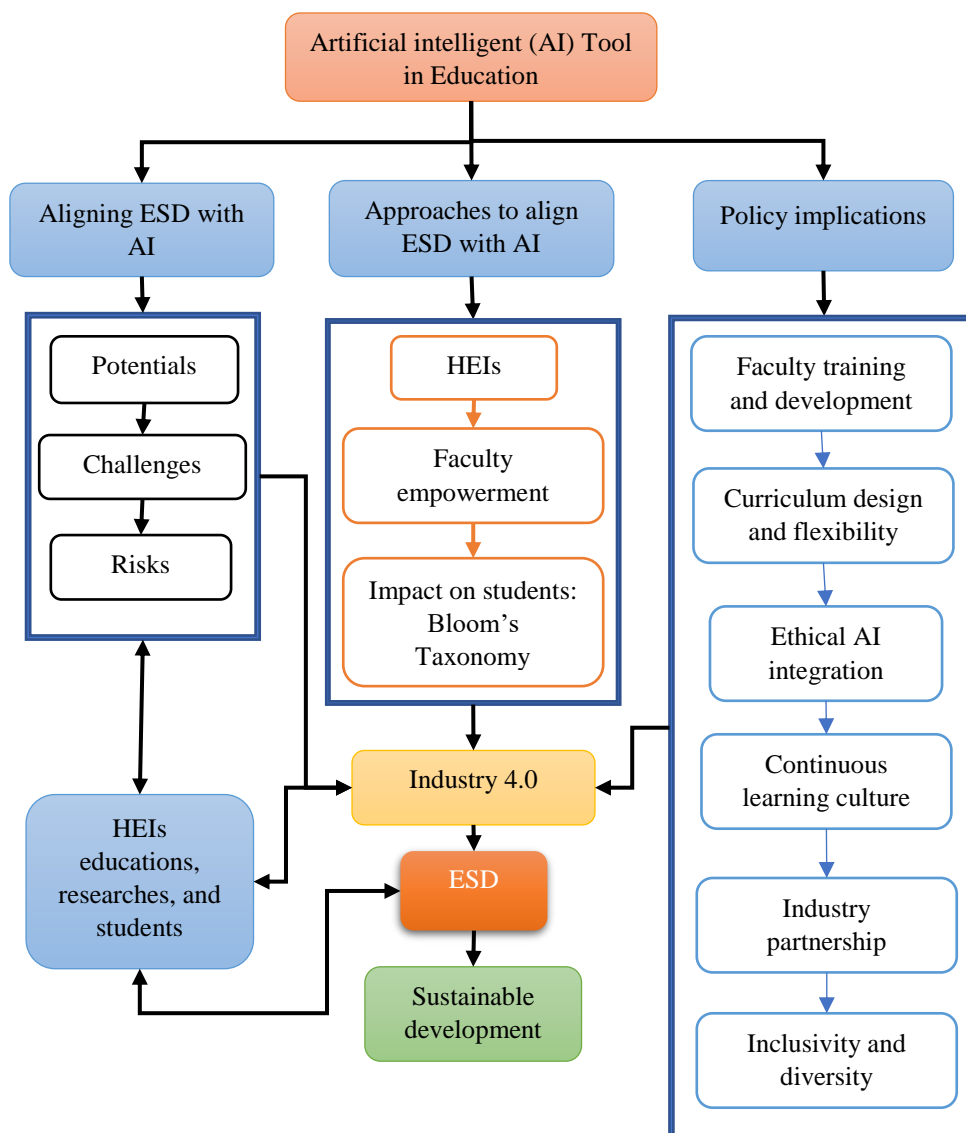 Artificial intelligent (AI) Tool
in Education
Aligning ESD with
AI
Approaches to align
ESD with AI
Policy implications
Potentials
Challenges
Risks
HEIs
Faculty
empowerment
Impact on students:
Bloom’s
Taxonomy
Faculty training
and development
Curriculum design
and flexibility
Ethical AI
integration
Continuous
learning culture
Industry
partnership
Inclusivity and
diversity
Industry 4.0
HEIs
educations,
researches, and
students
ESD
Sustainable
development